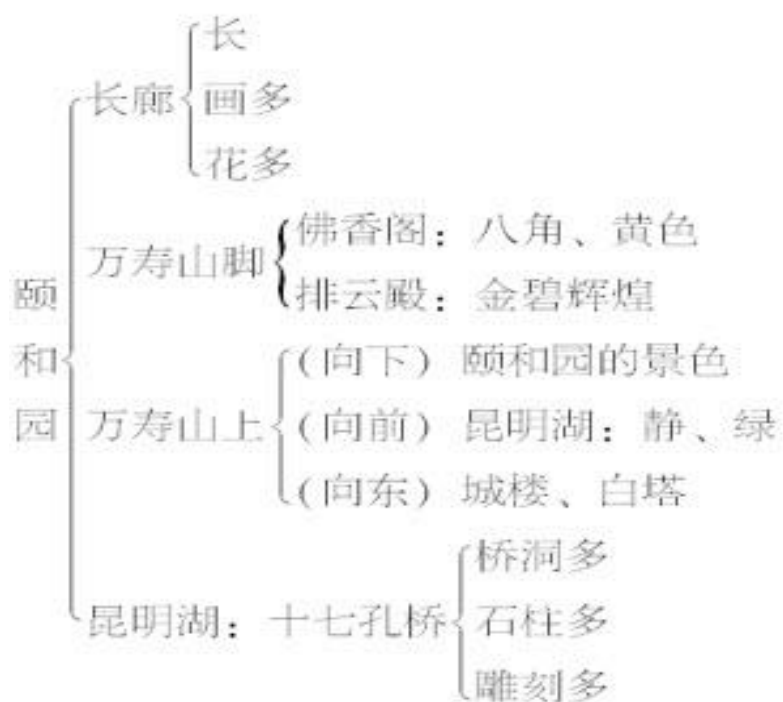 颐和园
长廊
长
画多
花多
万寿山脚
佛香阁：八角、黄色
排云殿：金碧辉煌
万寿山上
（向下）颐和园的景色
（向前）昆明湖：静、绿
（向东）城楼、白塔
昆明湖：十七孔桥
桥洞多
石柱多
雕刻多